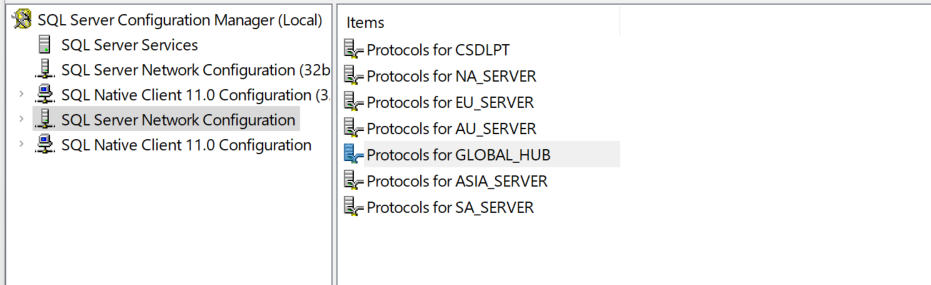 SQL Server Configuration Manager (Local)
SQL Server Services
SQL Server Network Configuration (32b
SQL Native Client 11.0 Configuration (3
SQL Server Network Configuration
SQL Native Client 11.0 Configuration
Items
Protocols for CSDLPT
Protocols for NA_SERVER
Protocols for EU_SERVER
Protocols for AU_SERVER
Protocols for GLOBAL_HUB
Protocols for ASIA_SERVER
Protocols for SA_SERVER